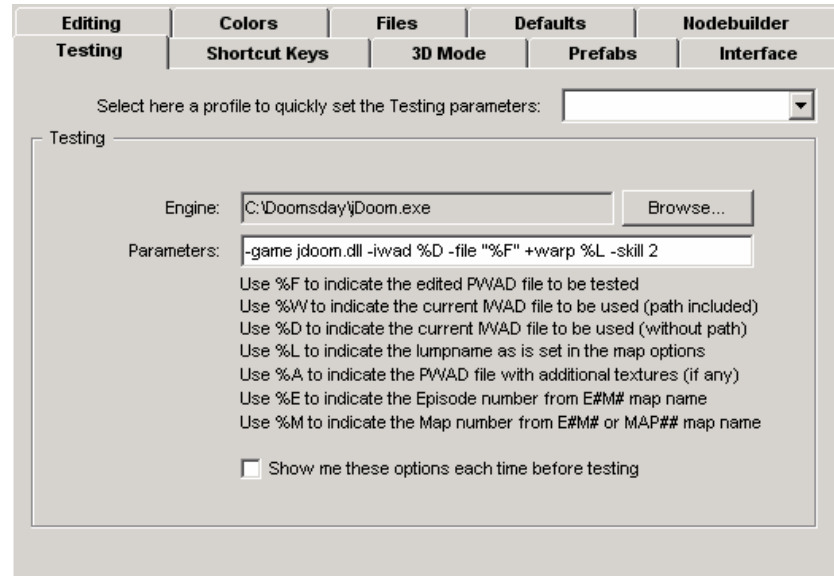 Editing Colors Files Defaults Nodebuilder
Testing Shortcut Keys 3D Mode Prefabs Interface
Select here a profile to quickly set the Testing parameters:
Testing
Engine: C:\Doomsday\jDoom.exe Browse...
Parameters: -game jdoom.dll -iwad %D -file "%F" +warp %L -skill 2
Use %F to indicate the edited PWAD file to be tested
Use %W to indicate the current IWAD file to be used (path included)
Use %D to indicate the current IWAD file to be used (without path)
Use %L to indicate the lumpname as is set in the map options
Use %A to indicate the PWAD file with additional textures (if any)
Use %E to indicate the Episode number from E#M# map name
Use %M to indicate the Map number from E#M# or MAP## map name
Show me these options each time before testing